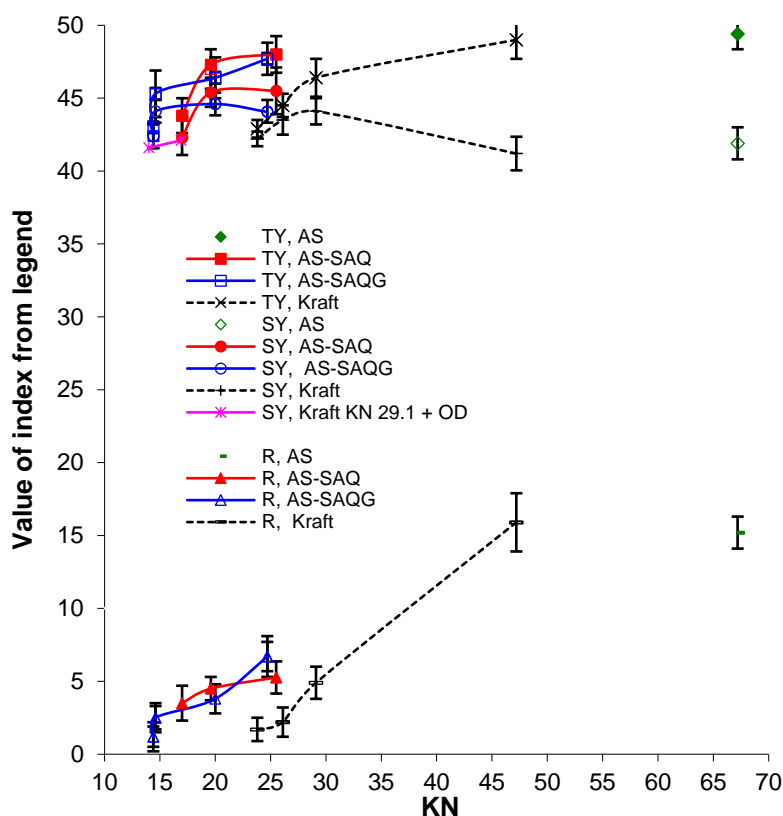 50
45
40
35
30
25
20
15
10
5
0
Value of index from legend
TY, AS
TY, AS-SAQ
TY, AS-SAQG
TY, Kraft
SY, AS
SY, AS-SAQ
SY, AS-SAQG
SY, Kraft
SY, Kraft KN 29.1 + OD
R, AS
R, AS-SAQ
R, AS-SAQG
R, Kraft
10 15 20 25 30 35 40 45 50 55 60 65 70
KN